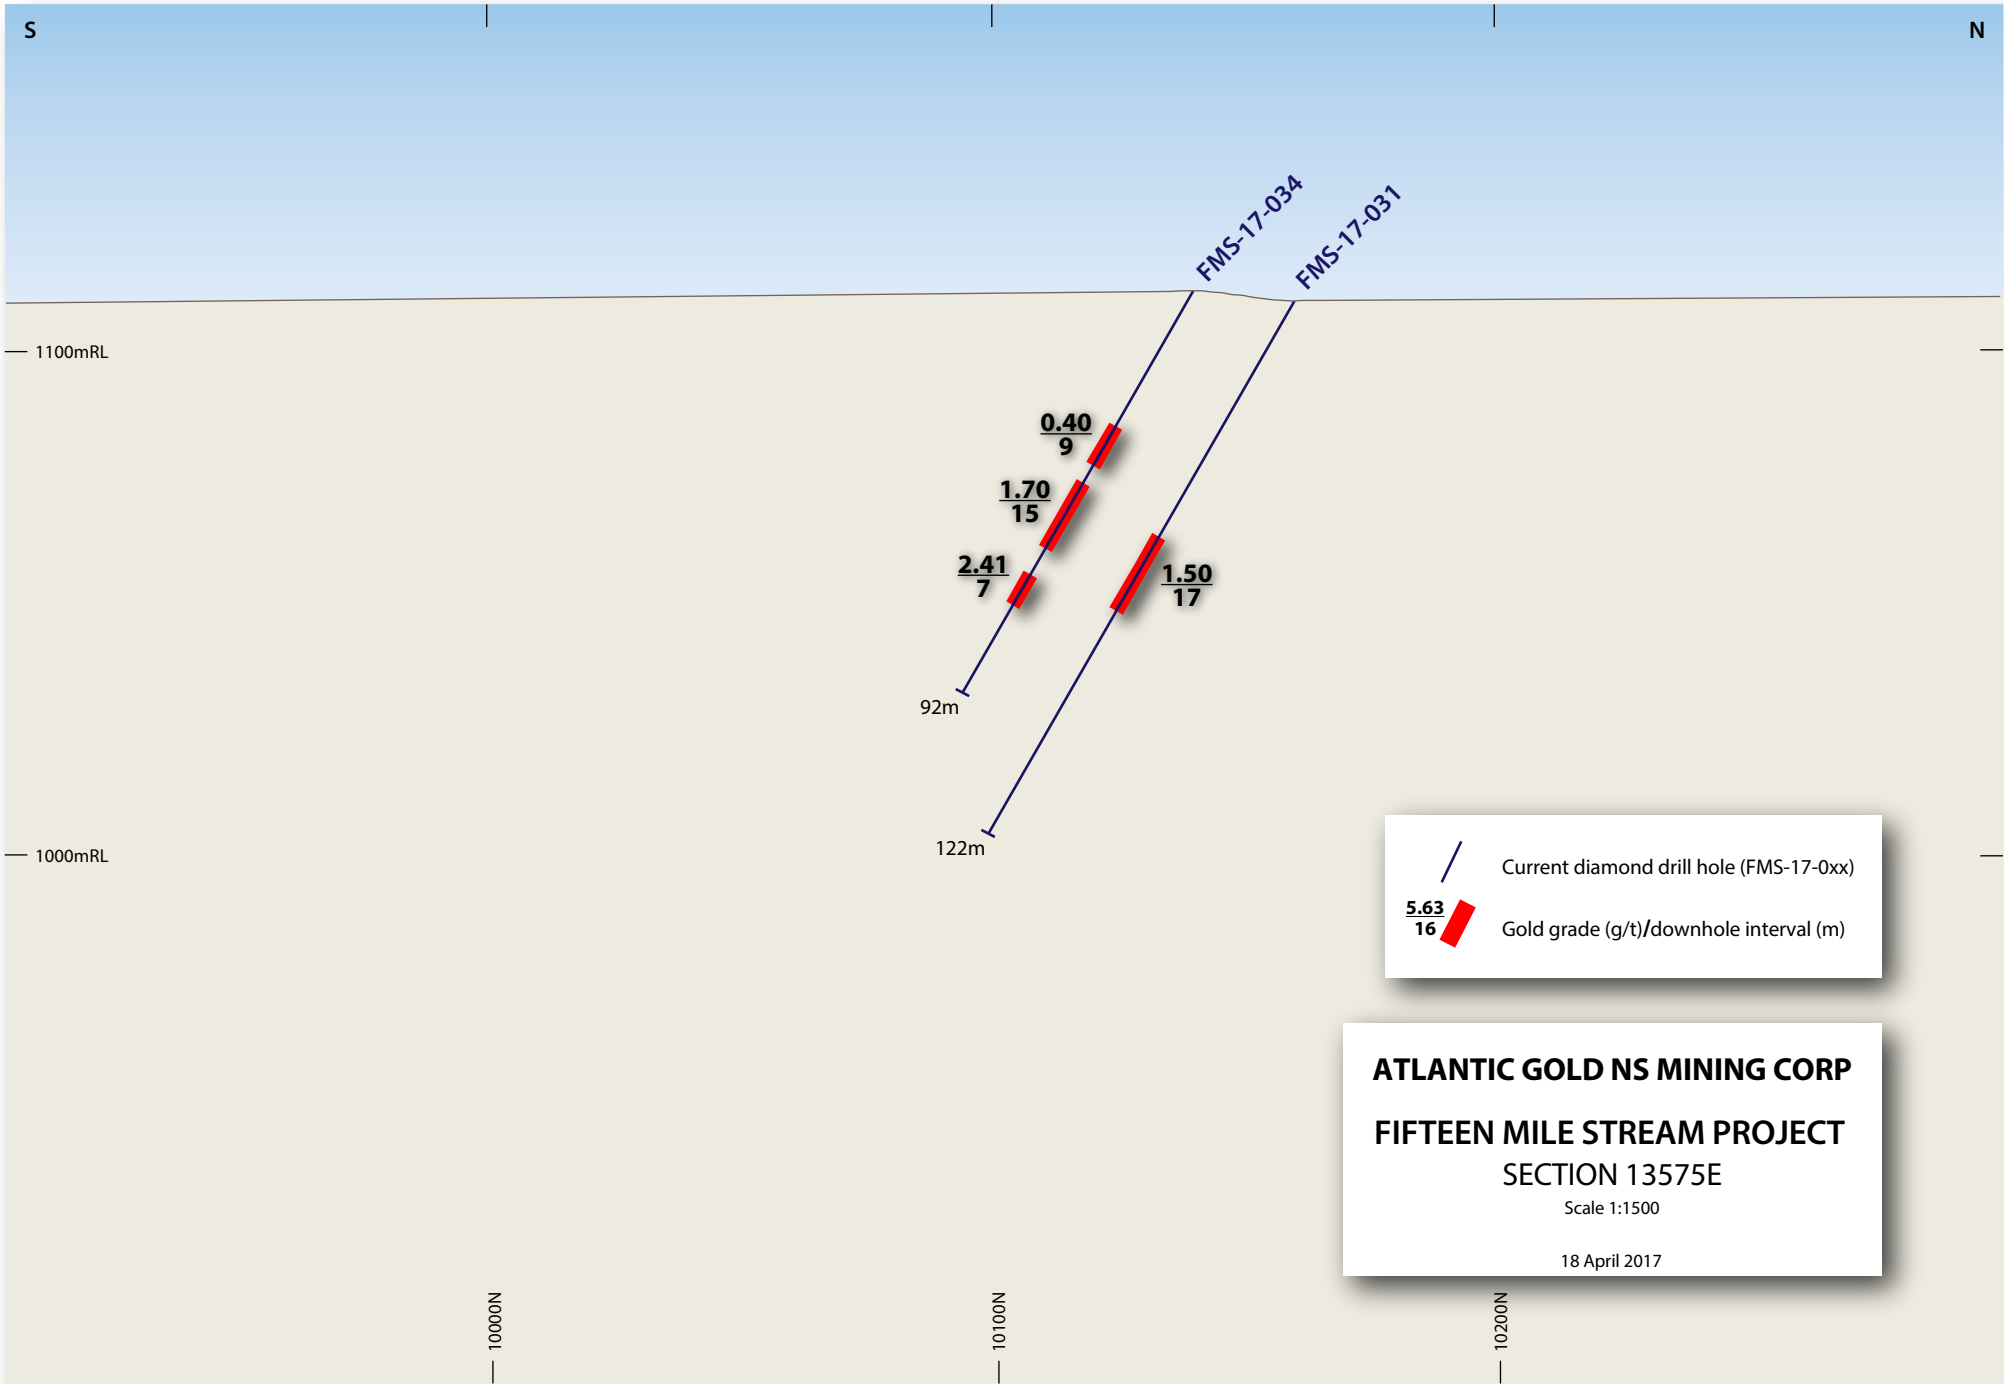 S
N
FMS-17-034
FMS-17-031
1100mRL
0.40
9
1.70
15
2.41
7
1.50
17
92m
122m
1000mRL
Current diamond drill hole (FMS-17-0xx)
5.63
16
Gold grade (g/t)/downhole interval (m)
ATLANTIC GOLD NS MINING CORP
FIFTEEN MILE STREAM PROJECT
SECTION 13575E
Scale 1:1500
18 April 2017
10000N
10100N
10200N